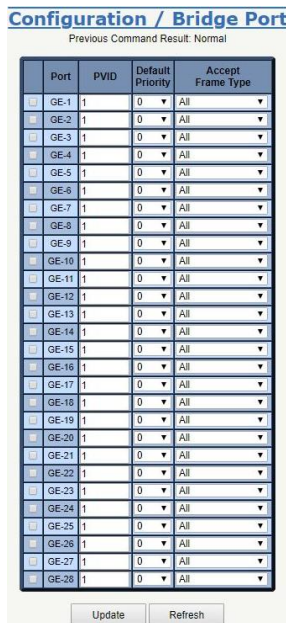 Configuration / Bridge Port
Previous Command Result: Normal
Port PVID Default Priority Accept Frame Type
GE-1 1 0 All
GE-2 1 0 All
GE-3 1 0 All
GE-4 1 0 All
GE-5 1 0 All
GE-6 1 0 All
GE-7 1 0 All
GE-8 1 0 All
GE-9 1 0 All
GE-10 1 0 All
GE-11 1 0 All
GE-12 1 0 All
GE-13 1 0 All
GE-14 1 0 All
GE-15 1 0 All
GE-16 1 0 All
GE-17 1 0 All
GE-18 1 0 All
GE-19 1 0 All
GE-20 1 0 All
GE-21 1 0 All
GE-22 1 0 All
GE-23 1 0 All
GE-24 1 0 All
GE-25 1 0 All
GE-26 1 0 All
GE-27 1 0 All
GE-28 1 0 All
Update Refresh